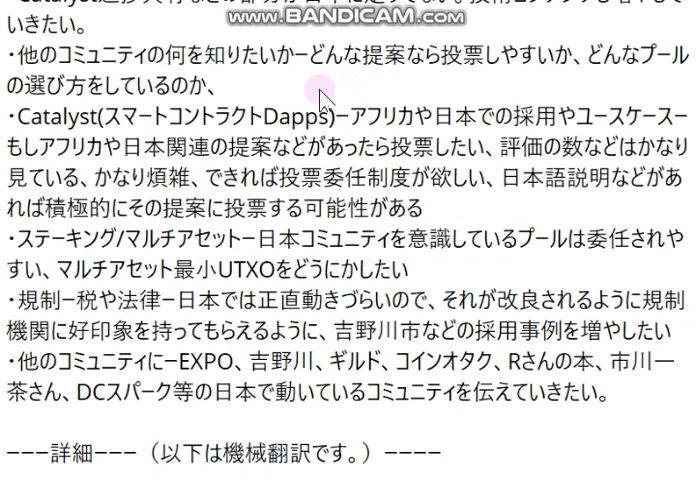 WWW.BANDICAM.COM
いきたい。
・他のコミュニティの何を知りたいかーどんな提案なら投票しやすいか、どんなプール
の選び方をしているのか、
・Catalyst(スマートコントラクトDapps)ーアフリカや日本での採用やユースケースー
もしアフリカや日本関連の提案などがあったら投票したい、評価の数などはかなり
見ている、かなり煩雑、できれば投票委任制度が欲しい、日本語説明などがあ
れば積極的にその提案に投票する可能性がある
・ステーキング/マルチアセットー日本コミュニティを意識しているプールは委任されや
すい、マルチアセット最小UTXOをどうにかしたい
・規制ー税や法律ー日本では正直動きづらいので、それが改良されるように規制
機関に好印象を持ってもらえるように、吉野川市などの採用事例を増やしたい
・他のコミュニティにーEXPO、吉野川、ギルド、コインオタク、Rさんの本、市川一
茶さん、DCスパーク等の日本で動いているコミュニティを伝えていきたい。
ーーー詳細ーーー（以下は機械翻訳です。）ーーーー